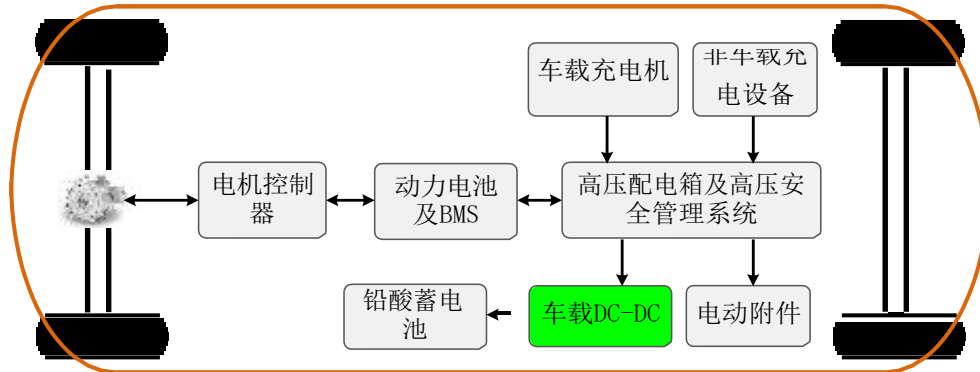 车载充电机
非车载充
电设备
电机控制
器
动力电池
及BMS
高压配电箱及高压安
全管理系统
铅酸蓄电
池
车载DC-DC
电动附件